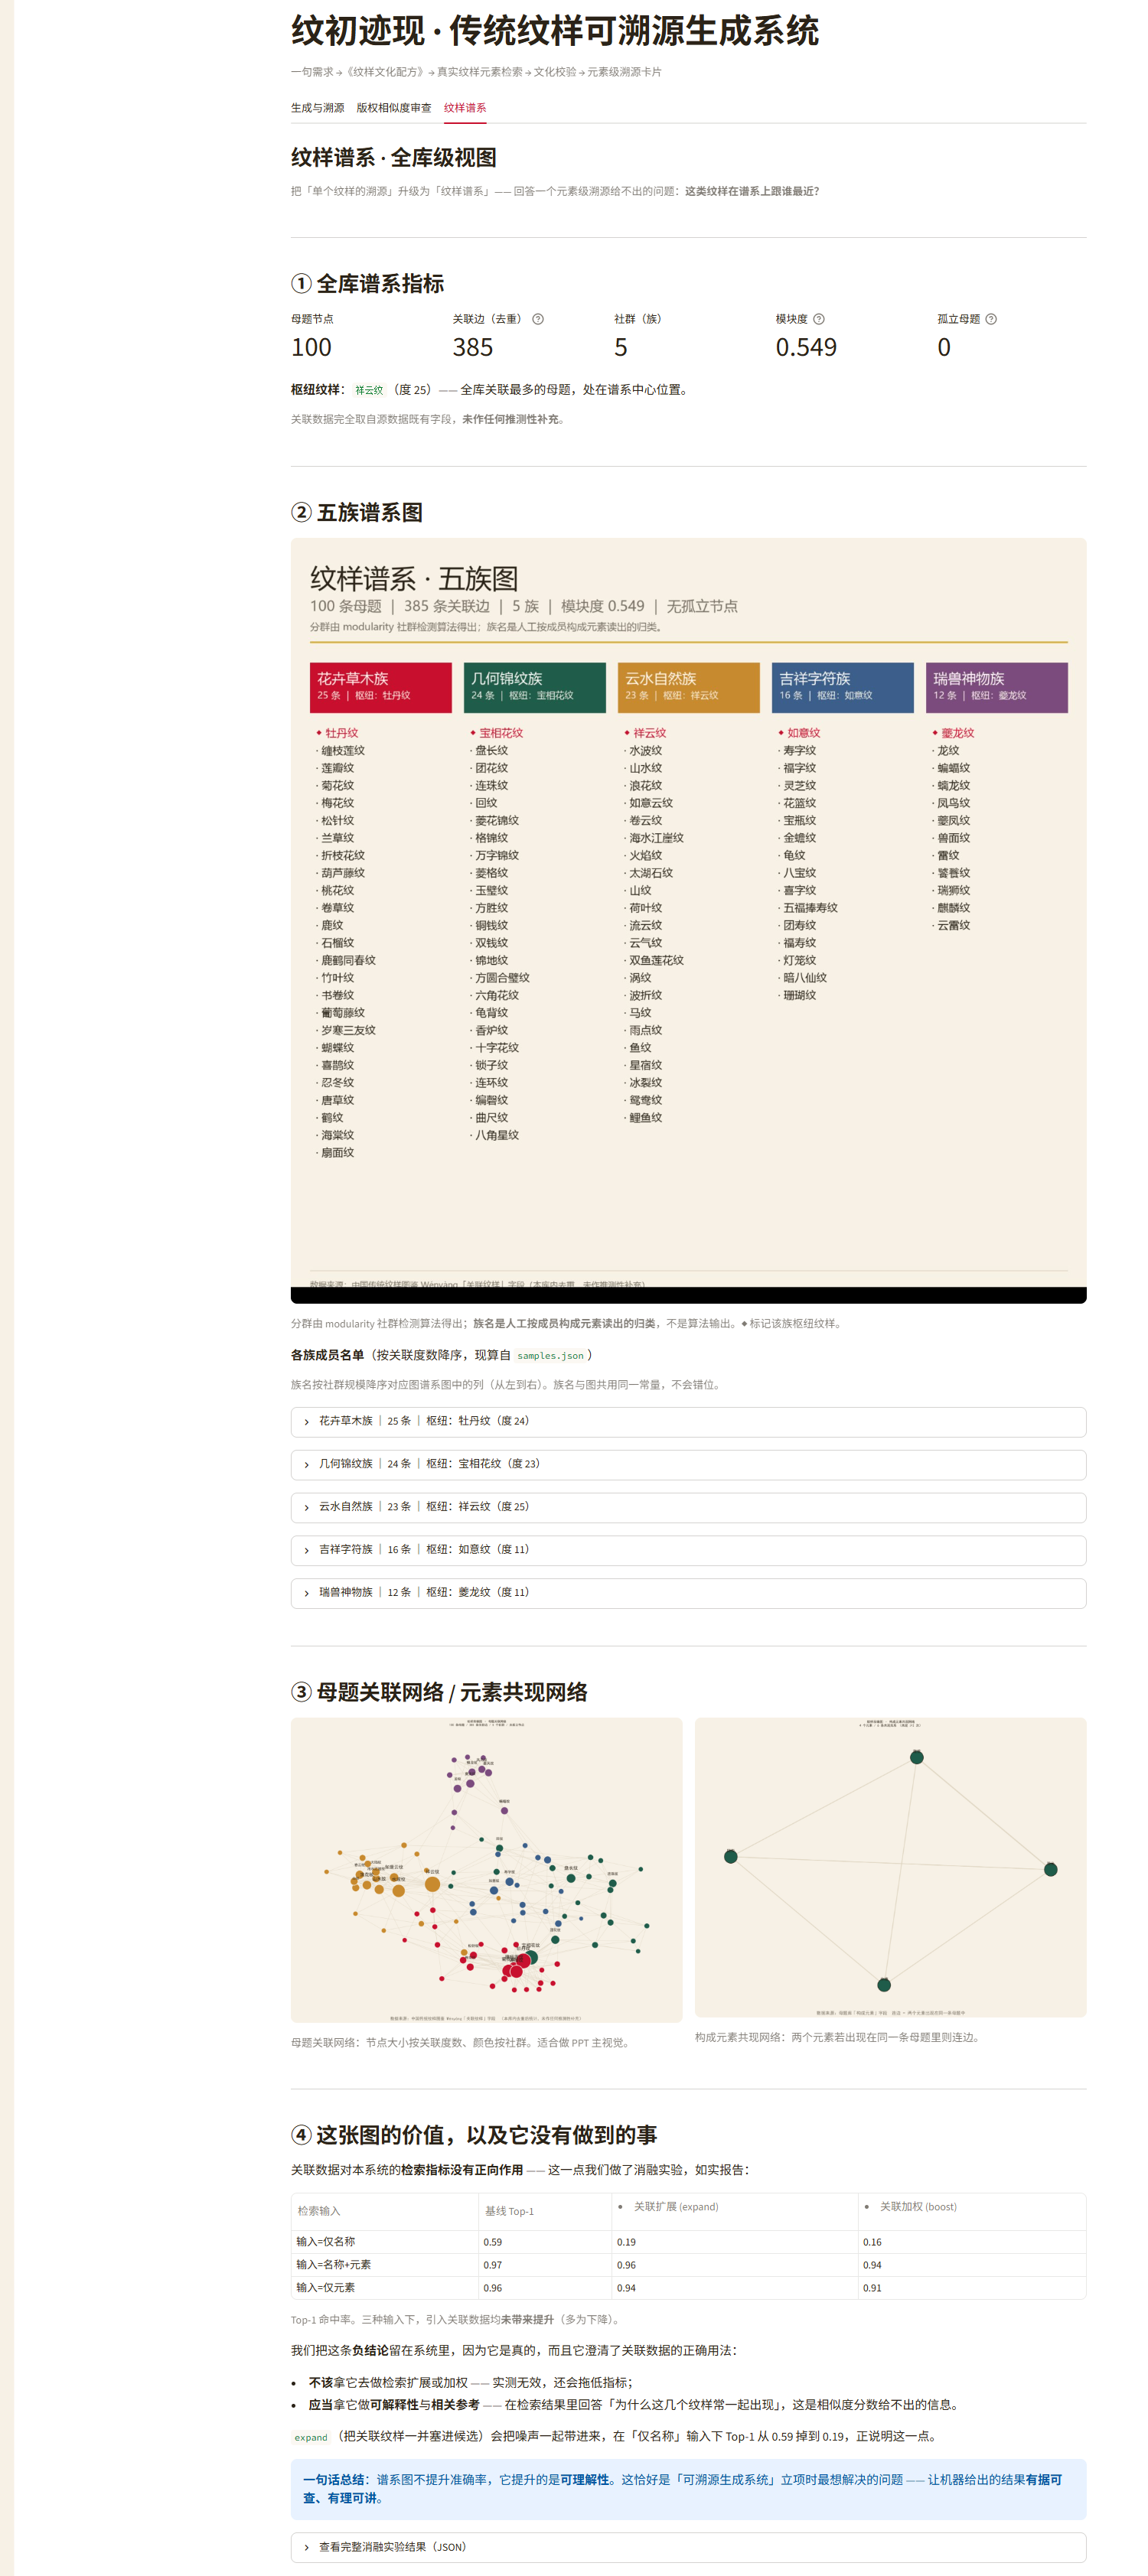 纹初迹现 · 传统纹样可溯源生成系统
一句需求 → 《纹样文化配方》 → 真实纹样元素检索 → 文化校验 → 元素级溯源卡片
生成与溯源 版权相似度审查 纹样谱系
纹样谱系 · 全库级视图
把「单个纹样的溯源」升级为「纹样谱系」—— 回答一个元素级溯源给不出的问题：这类纹样在谱系上跟谁最近？
① 全库谱系指标
母题节点 关联边（去重） 社群（族） 模块度 孤立母题
100 385 5 0.549 0
枢纽纹样： 祥云纹 （度 25）—— 全库关联最多的母题，处在谱系中心位置。
关联数据完全取自源数据既有字段，未作任何推测性补充。
② 五族谱系图
纹样谱系 · 五族图
100 条母题 ｜ 385 条关联边 ｜ 5 族 ｜ 模块度 0.549 ｜ 无孤立节点
分群由 modularity 社群检测算法得出；族名是人工按成员构成元素读出的归类。
花卉草木族
25 条 ｜ 枢纽：牡丹纹
◆ 牡丹纹
· 缠枝莲纹
· 莲瓣纹
· 菊花纹
· 梅花纹
· 松针纹
· 兰草纹
· 折枝花纹
· 葫芦藤纹
· 桃花纹
· 卷草纹
· 鹿纹
· 石榴纹
· 鹿鹤同春纹
· 竹叶纹
· 书卷纹
· 葡萄藤纹
· 岁寒三友纹
· 蝴蝶纹
· 喜鹊纹
· 忍冬纹
· 唐草纹
· 鹤纹
· 海棠纹
· 扇面纹
几何锦纹族
24 条 ｜ 枢纽：宝相花纹
◆ 宝相花纹
· 盘长纹
· 团花纹
· 连珠纹
· 回纹
· 菱花锦纹
· 格锦纹
· 万字锦纹
· 菱格纹
· 玉璧纹
· 方胜纹
· 铜钱纹
· 双钱纹
· 锦地纹
· 方圆合璧纹
· 六角花纹
· 龟背纹
· 香炉纹
· 十字花纹
· 锁子纹
· 连环纹
· 编磬纹
· 曲尺纹
· 八角星纹
云水自然族
23 条 ｜ 枢纽：祥云纹
◆ 祥云纹
· 水波纹
· 山水纹
· 浪花纹
· 如意云纹
· 卷云纹
· 海水江崖纹
· 火焰纹
· 太湖石纹
· 山纹
· 荷叶纹
· 流云纹
· 云气纹
· 双鱼莲花纹
· 涡纹
· 波折纹
· 马纹
· 雨点纹
· 鱼纹
· 星宿纹
· 冰裂纹
· 鸳鸯纹
· 鲤鱼纹
吉祥字符族
16 条 ｜ 枢纽：如意纹
◆ 如意纹
· 寿字纹
· 福字纹
· 灵芝纹
· 花篮纹
· 宝瓶纹
· 金蟾纹
· 龟纹
· 八宝纹
· 喜字纹
· 五福捧寿纹
· 团寿纹
· 福寿纹
· 灯笼纹
· 暗八仙纹
· 珊瑚纹
瑞兽神物族
12 条 ｜ 枢纽：夔龙纹
◆ 夔龙纹
· 龙纹
· 蝙蝠纹
· 螭龙纹
· 凤鸟纹
· 夔凤纹
· 兽面纹
· 雷纹
· 饕餮纹
· 瑞狮纹
· 麒麟纹
· 云雷纹
数据来源：中国传统纹样图鉴 Wenyang「关联纹样」字段（本库内去重，未作推测性补充）
分群由 modularity 社群检测算法得出；族名是人工按成员构成元素读出的归类，不是算法输出。◆ 标记该族枢纽纹样。
各族成员名单（按关联度数降序，现算自 samples.json ）
族名按社群规模降序对应图谱系图中的列（从左到右）。族名与图共用同一常量，不会错位。
花卉草木族 ｜ 25 条 ｜ 枢纽：牡丹纹（度 24）
几何锦纹族 ｜ 24 条 ｜ 枢纽：宝相花纹（度 23）
云水自然族 ｜ 23 条 ｜ 枢纽：祥云纹（度 25）
吉祥字符族 ｜ 16 条 ｜ 枢纽：如意纹（度 11）
瑞兽神物族 ｜ 12 条 ｜ 枢纽：夔龙纹（度 11）
③ 母题关联网络 / 元素共现网络
母题关联网络：节点大小按关联度数、颜色按社群。适合做 PPT 主视觉。
构成元素共现网络：两个元素若出现在同一条母题里则连边。
④ 这张图的价值，以及它没有做到的事
关联数据对本系统的检索指标没有正向作用 —— 这一点我们做了消融实验，如实报告：
检索输入 基线 Top-1 • 关联扩展 (expand) • 关联加权 (boost)
输入=仅名称 0.59 0.19 0.16
输入=名称+元素 0.97 0.96 0.94
输入=仅元素 0.96 0.94 0.91
Top-1 命中率。三种输入下，引入关联数据均未带来提升（多为下降）。
我们把这条负结论留在系统里，因为它是真的，而且它澄清了关联数据的正确用法：
• 不该拿它去做检索扩展或加权 —— 实测无效，还会拖低指标；
• 应当拿它做可解释性与相关参考 —— 在检索结果里回答「为什么这几个纹样常一起出现」，这是相似度分数给不出的信息。
expand （把关联纹样一并塞进候选）会把噪声一起带进来，在「仅名称」输入下 Top-1 从 0.59 掉到 0.19，正说明这一点。
一句话总结：谱系图不提升准确率，它提升的是可理解性。这恰好是「可溯源生成系统」立项时最想解决的问题 —— 让机器给出的结果有据可
查、有理可讲。
查看完整消融实验结果（JSON）